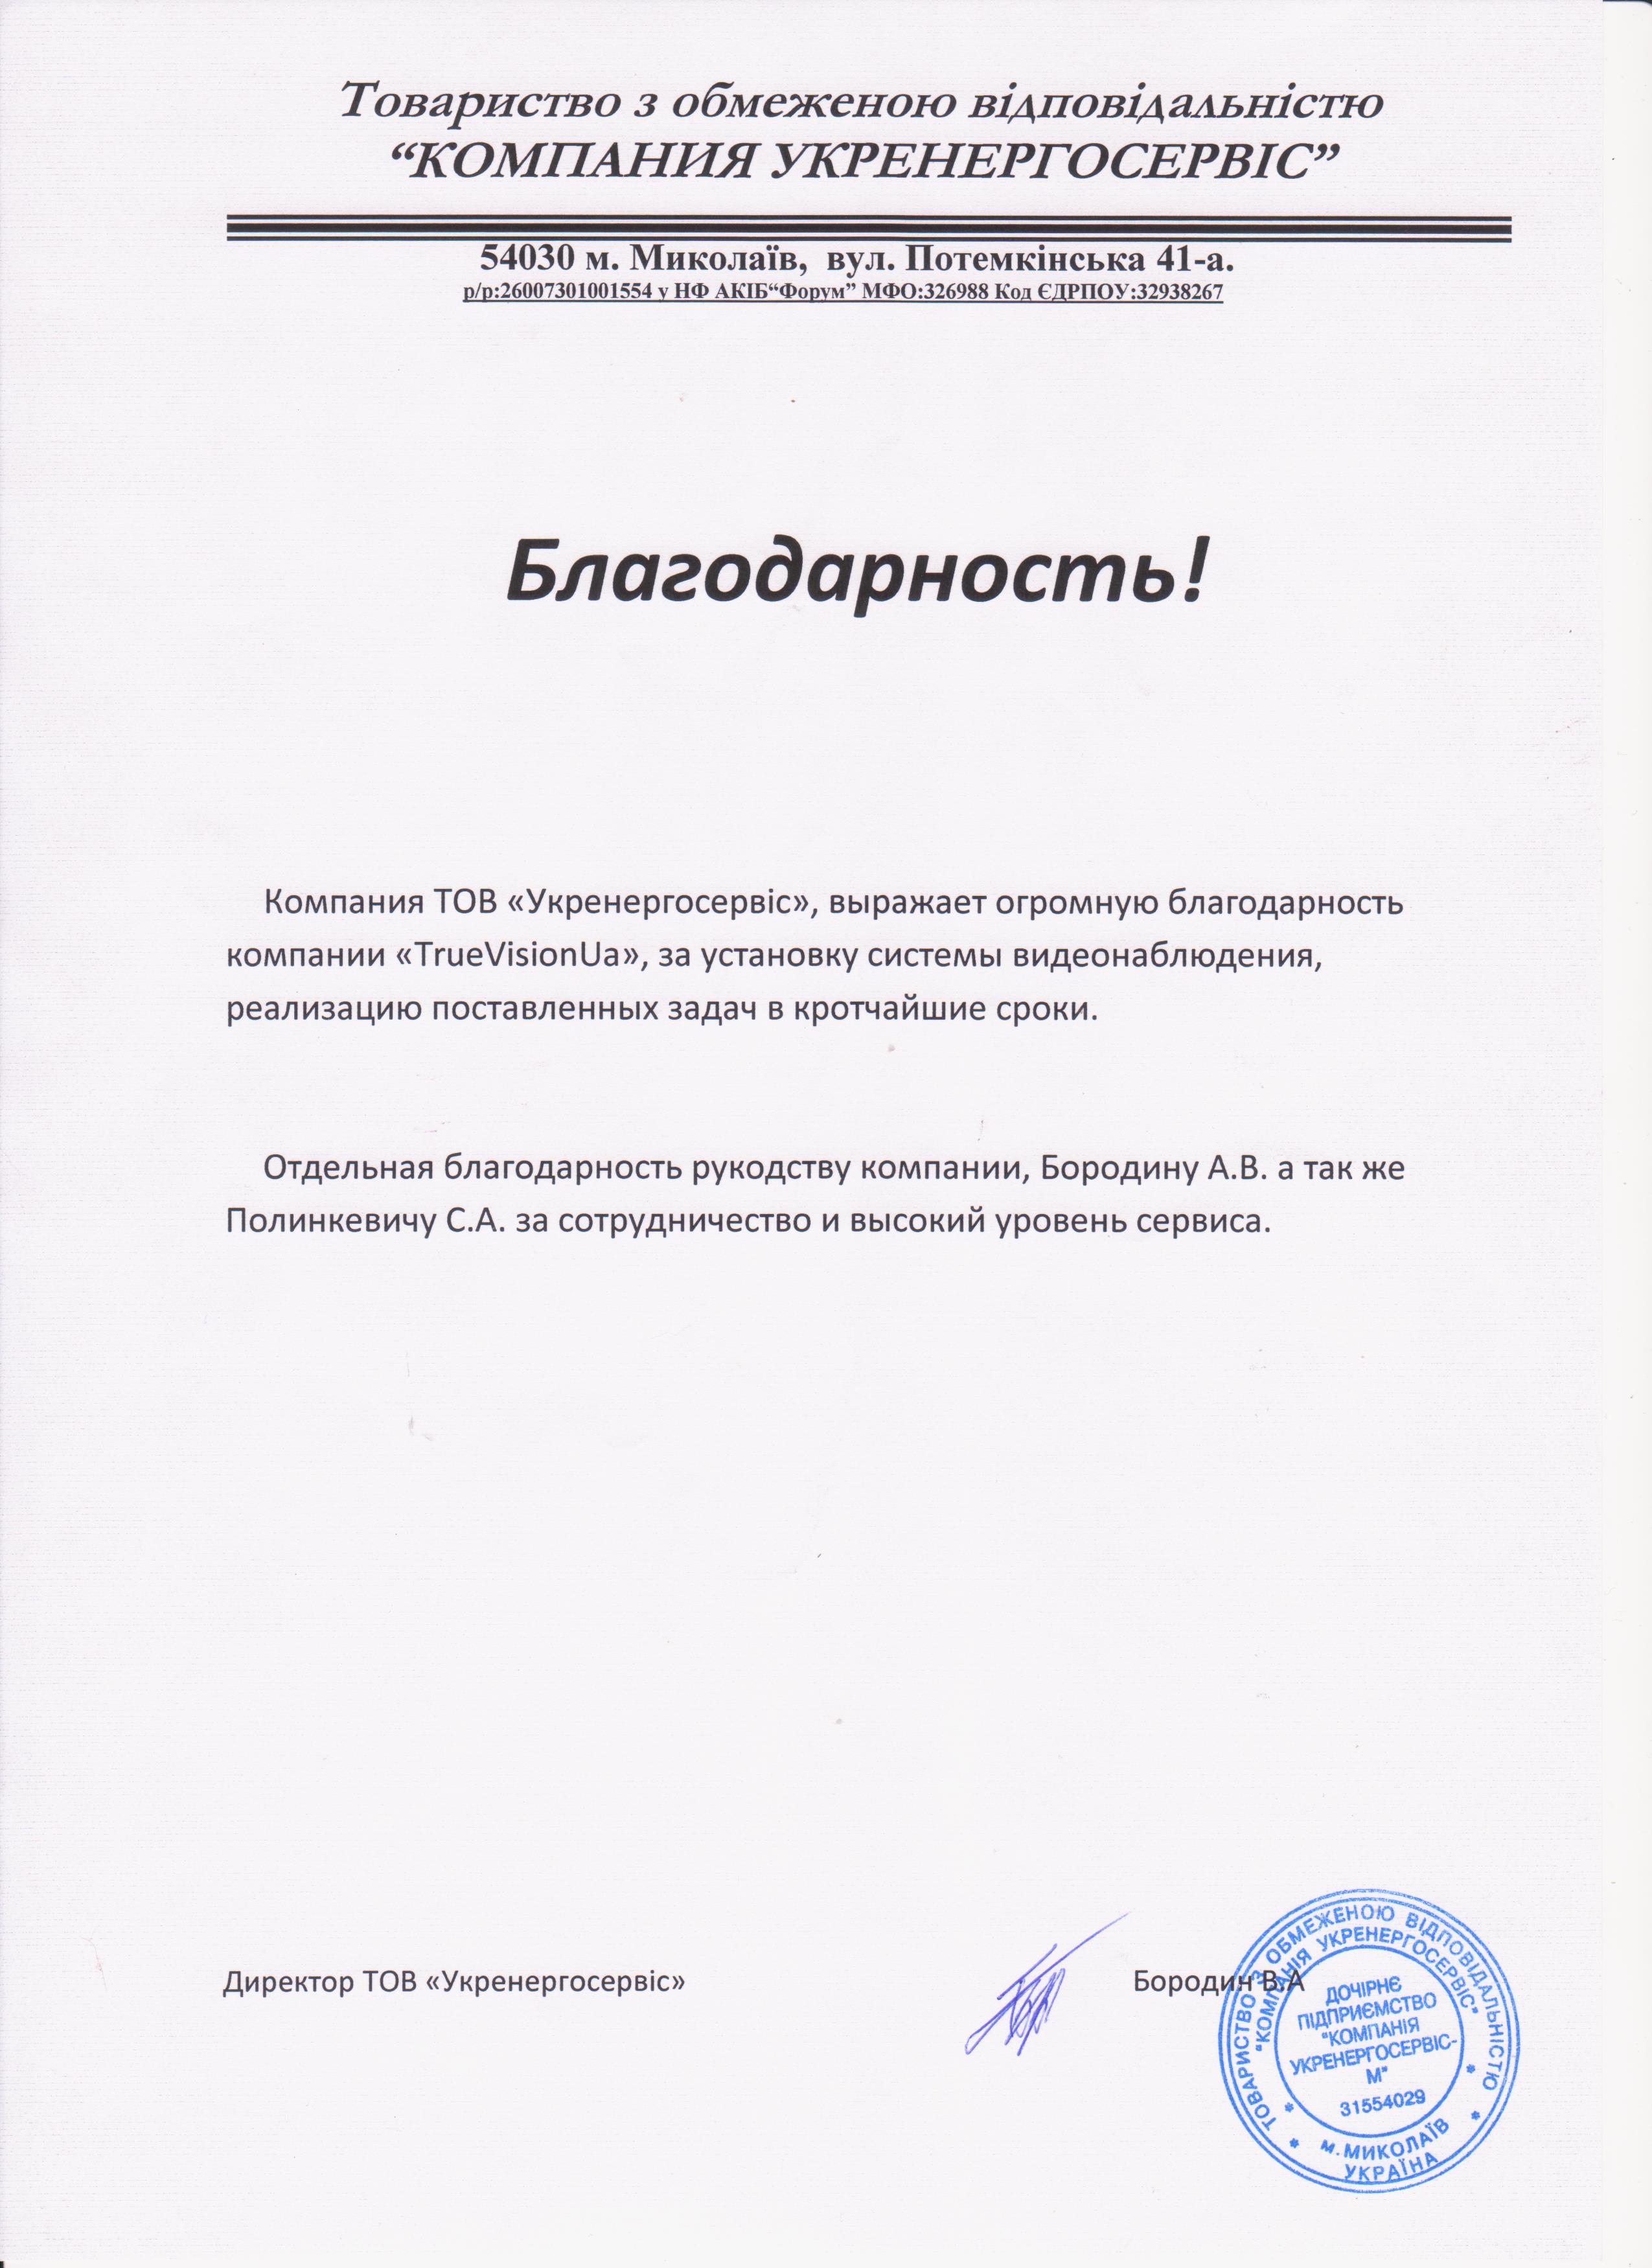 Товариство з обмеженою відповідальністю
“КОМПАНИЯ УКРЕНЕРГОСЕРВІС”
54030 м. Миколаїв, вул. Потемкінська 41-а.
р/р:26007301001554 у НФ АКІБ“Форум” МФО:326988 Код ЄДРПОУ:32938267
Благодарность!
Компания ТОВ «Укренергосервіс», выражает огромную благодарность
компании «TrueVisionUa», за установку системы видеонаблюдения,
реализацию поставленных задач в кротчайшие сроки.
Отдельная благодарность рукодству компании, Бородину А.В. а так же
Полинкевичу С.А. за сотрудничество и высокий уровень сервиса.
Директор ТОВ «Укренергосервіс» Бородин В.А
ТОВАРИСТВО З ОБМЕЖЕНОЮ ВІДПОВІДАЛЬНІСТЮ
"КОМПАНІЯ УКРЕНЕРГОСЕРВІС"
ДОЧІРНЄ
ПІДПРИЄМСТВО
"КОМПАНІЯ
УКРЕНЕРГОСЕРВІС-
М"
31554029
м.МИКОЛАЇВ
УКРАЇНА